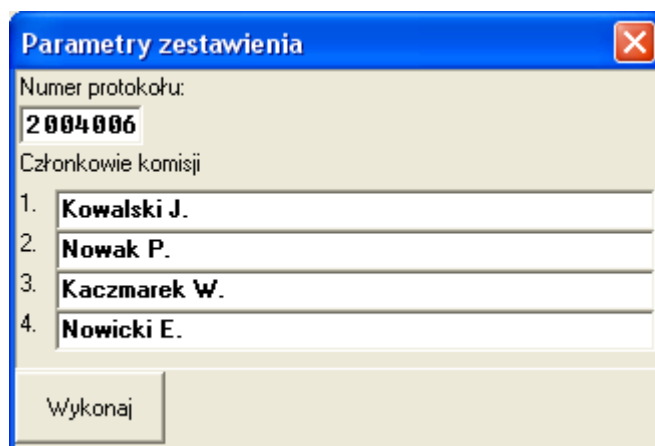 Parametry zestawienia
Numer protokołu:
2004006
Członkowie komisji
1. Kowalski J.
2. Nowak P.
3. Kaczmarek W.
4. Nowicki E.
Wykonaj